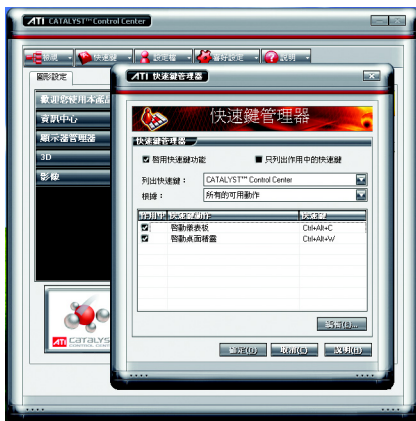 ATI CATALYST™ Control Center
檢視 快速鍵 設定檔 喜好設定 說明
圖形設定
歡迎您使用本產品
資訊中心
顯示器管理器
3D
影像
ATI CATALYS
CONTROL CENTER
ATI 快速鍵管理器
快速鍵管理器
快速鍵管理器
啓用快速鍵功能 只列出作用中的快速鍵
列出快速鍵： CATALYST™ Control Center
根據： 所有的可用動作
作用中 快速鍵動作 快速鍵
啓動儀表板 Ctrl+Alt+C
啓動桌面精靈 Ctrl+Alt+W
編輯(E)...
確定(O) 取消(C) 說明(H)